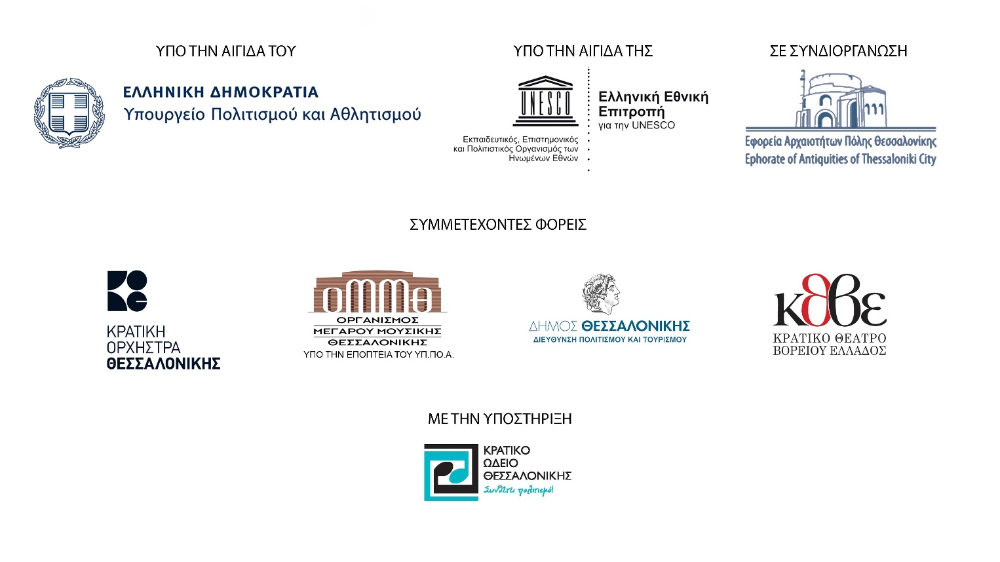 ΥΠΟ ΤΗΝ ΑΙΓΙΔΑ ΤΟΥ
ΕΛΛΗΝΙΚΗ ΔΗΜΟΚΡΑΤΙΑ
Υπουργείο Πολιτισμού και Αθλητισμού
ΥΠΟ ΤΗΝ ΑΙΓΙΔΑ ΤΗΣ
UNESCO
Εκπαιδευτικός, Επιστημονικός
και Πολιτιστικός Οργανισμός των
Ηνωμένων Εθνών
Ελληνική Εθνική
Επιτροπή
για την UNESCO
ΣΕ ΣΥΝΔΙΟΡΓΑΝΩΣΗ
Εφορεία Αρχαιοτήτων Πόλης Θεσσαλονίκης
Ephorate of Antiquities of Thessaloniki City
ΣΥΜΜΕΤΕΧΟΝΤΕΣ ΦΟΡΕΙΣ
ΚΡΑΤΙΚΗ
ΟΡΧΗΣΤΡΑ
ΘΕΣΣΑΛΟΝΙΚΗΣ
ΟΜΜΘ
ΟΡΓΑΝΙΣΜΟΣ
ΜΕΓΑΡΟΥ ΜΟΥΣΙΚΗΣ
ΘΕΣΣΑΛΟΝΙΚΗΣ
ΥΠΟ ΤΗΝ ΕΠΟΠΤΕΙΑ ΤΟΥ ΥΠ.ΠΟ.Α.
ΔΗΜΟΣ ΘΕΣΣΑΛΟΝΙΚΗΣ
ΔΙΕΥΘΥΝΣΗ ΠΟΛΙΤΙΣΜΟΥ ΚΑΙ ΤΟΥΡΙΣΜΟΥ
κθβε
ΚΡΑΤΙΚΟ ΘΕΑΤΡΟ
ΒΟΡΕΙΟΥ ΕΛΛΑΔΟΣ
ΜΕ ΤΗΝ ΥΠΟΣΤΗΡΙΞΗ
ΚΡΑΤΙΚΟ
ΩΔΕΙΟ
ΘΕΣΣΑΛΟΝΙΚΗΣ
Συνθέτει πολιτισμό!